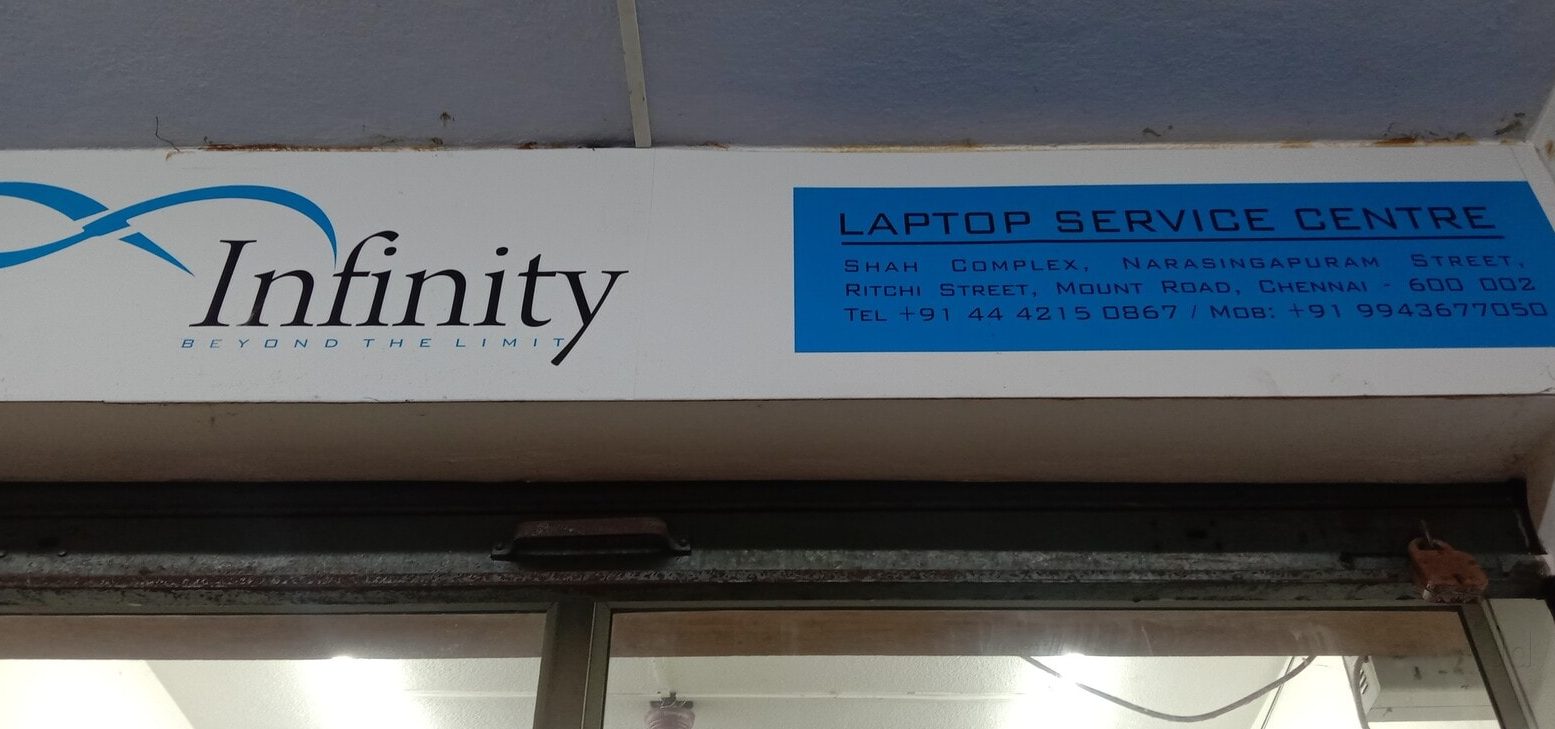 Infinity
BEYOND THE LIMIT
LAPTOP SERVICE CENTRE
SHAH COMPLEX, NARASINGAPURAM STREET,
RITCHI STREET, MOUNT ROAD, CHENNAI - 600 002
TEL +91 44 4215 0867 / MOB: +91 9943677050